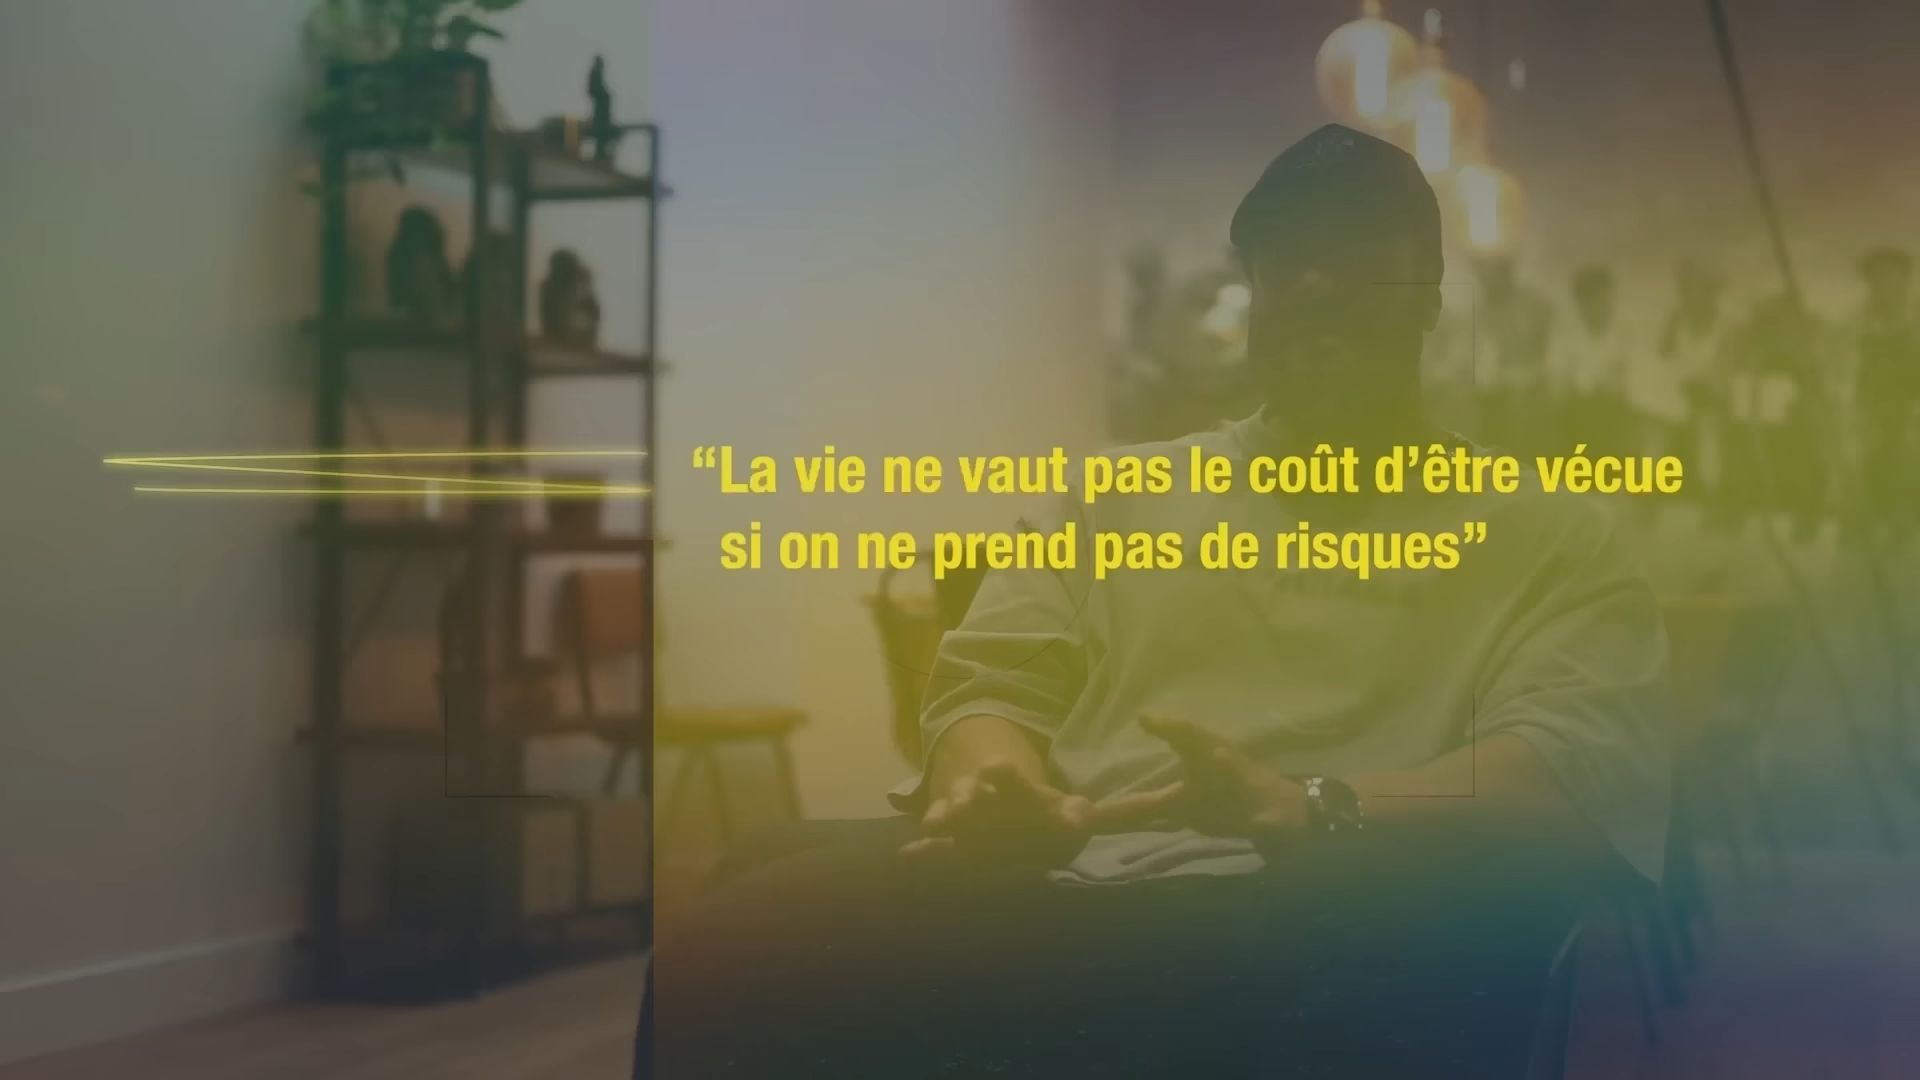 “La vie ne vaut pas le coût d’être vécue
si on ne prend pas de risques”